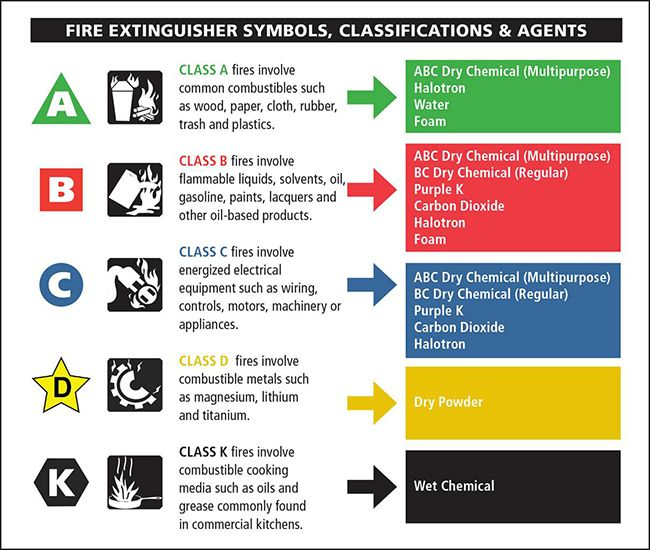 FIRE EXTINGUISHER SYMBOLS, CLASSIFICATIONS & AGENTS
A
CLASS A fires involve
common combustibles such
as wood, paper, cloth, rubber,
trash and plastics.
ABC Dry Chemical (Multipurpose)
Halotron
Water
Foam
B
CLASS B fires involve
flammable liquids, solvents, oil,
gasoline, paints, lacquers and
other oil-based products.
ABC Dry Chemical (Multipurpose)
BC Dry Chemical (Regular)
Purple K
Carbon Dioxide
Halotron
Foam
C
CLASS C fires involve
energized electrical
equipment such as wiring,
controls, motors, machinery or
appliances.
ABC Dry Chemical (Multipurpose)
BC Dry Chemical (Regular)
Purple K
Carbon Dioxide
Halotron
D
CLASS D fires involve
combustible metals such
as magnesium, lithium
and titanium.
Dry Powder
K
CLASS K fires involve
combustible cooking
media such as oils and
grease commonly found
in commercial kitchens.
Wet Chemical